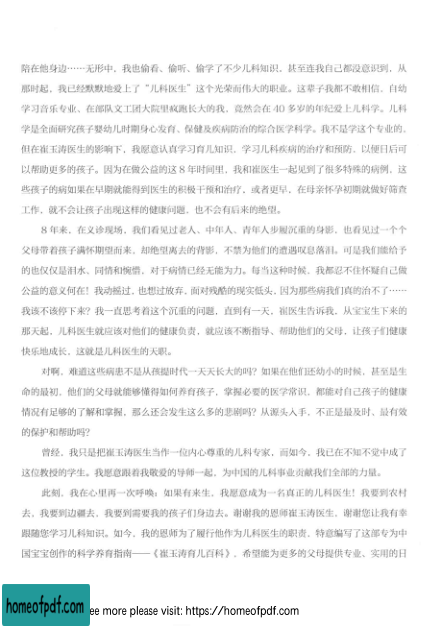 陪在他身边……无形中，我也偷看、偷听、偷学了不少儿科知识，甚至连我自己都没意识到，从
那时起，我已经默默地爱上了“儿科医生”这个光荣而伟大的职业。这辈子我都不敢相信，自幼
学习音乐专业、在部队文工团大院里疯跑长大的我，竟然会在 40 多岁的年纪爱上儿科学。儿科
学是全面研究孩子婴幼儿时期身心发育、保健及疾病防治的综合医学科学。我不是学这个专业的，
但在崔玉涛医生的影响下，我愿意认真学习育儿知识，学习儿科疾病的治疗和预防，以便日后可
以帮助更多的孩子。因为在做公益的这 8 年时间里，我和崔医生一起见到了很多特殊的病例，这
些孩子的病如果在早期就能得到医生的积极干预和治疗，或者更早，在母亲怀孕初期就做好筛查
工作，就不会让孩子出现这样的健康问题，也不会有后来的绝望。
8 年来，在义诊现场，我们看见过老人、中年人、青年人步履沉重的身影，也看见过一个个
父母带着孩子满怀期望而来，却绝望离去的背影，不禁为他们的遭遇叹息落泪。可是我们能给予
的也仅仅是泪水、同情和惋惜，对于病情已经无能为力。每当这种时候，我都忍不住怀疑自己做
公益的意义何在！我动摇过，也想过放弃，面对残酷的现实低头，因为那些病我们真的治不了……
我该不该停下来？我一直思考着这个沉重的问题，直到有一天，崔医生告诉我，从宝宝生下来的
那天起，儿科医生就应该对他们的健康负责，就应该不断指导、帮助他们的父母，让孩子们健康
快乐地成长，这就是儿科医生的天职。
对啊，难道这些病患不是从孩提时代一天天长大的吗？如果在他们还幼小的时候，甚至是生
命的最初，他们的父母就能够懂得如何养育孩子，掌握必要的医学常识，都能对自己孩子的健康
情况有足够的了解和掌握，那么还会发生这么多的悲剧吗？从源头入手，不正是最及时、最有效
的保护和帮助吗？
曾经，我只是把崔玉涛医生当作一位内心尊重的儿科专家，而如今，我已在不知不觉中成了
这位教授的学生。我愿意跟着我敬爱的导师一起，为中国的儿科事业贡献我们全部的力量。
此刻，我在心里再一次呼唤：如果有来生，我愿意成为一名真正的儿科医生！我要到农村
去，我要到边疆去，我要到需要我的孩子们身边去。谢谢我的恩师崔玉涛医生，谢谢您让我有幸
跟随您学习儿科知识。如今，我的恩师为了履行他作为儿科医生的职责，特意编写了这部专为中
国宝宝创作的科学养育指南——《崔玉涛育儿百科》，希望能为更多的父母提供专业、实用的日
homeofpdf.com
ee more please visit: https://homeofpdf.com